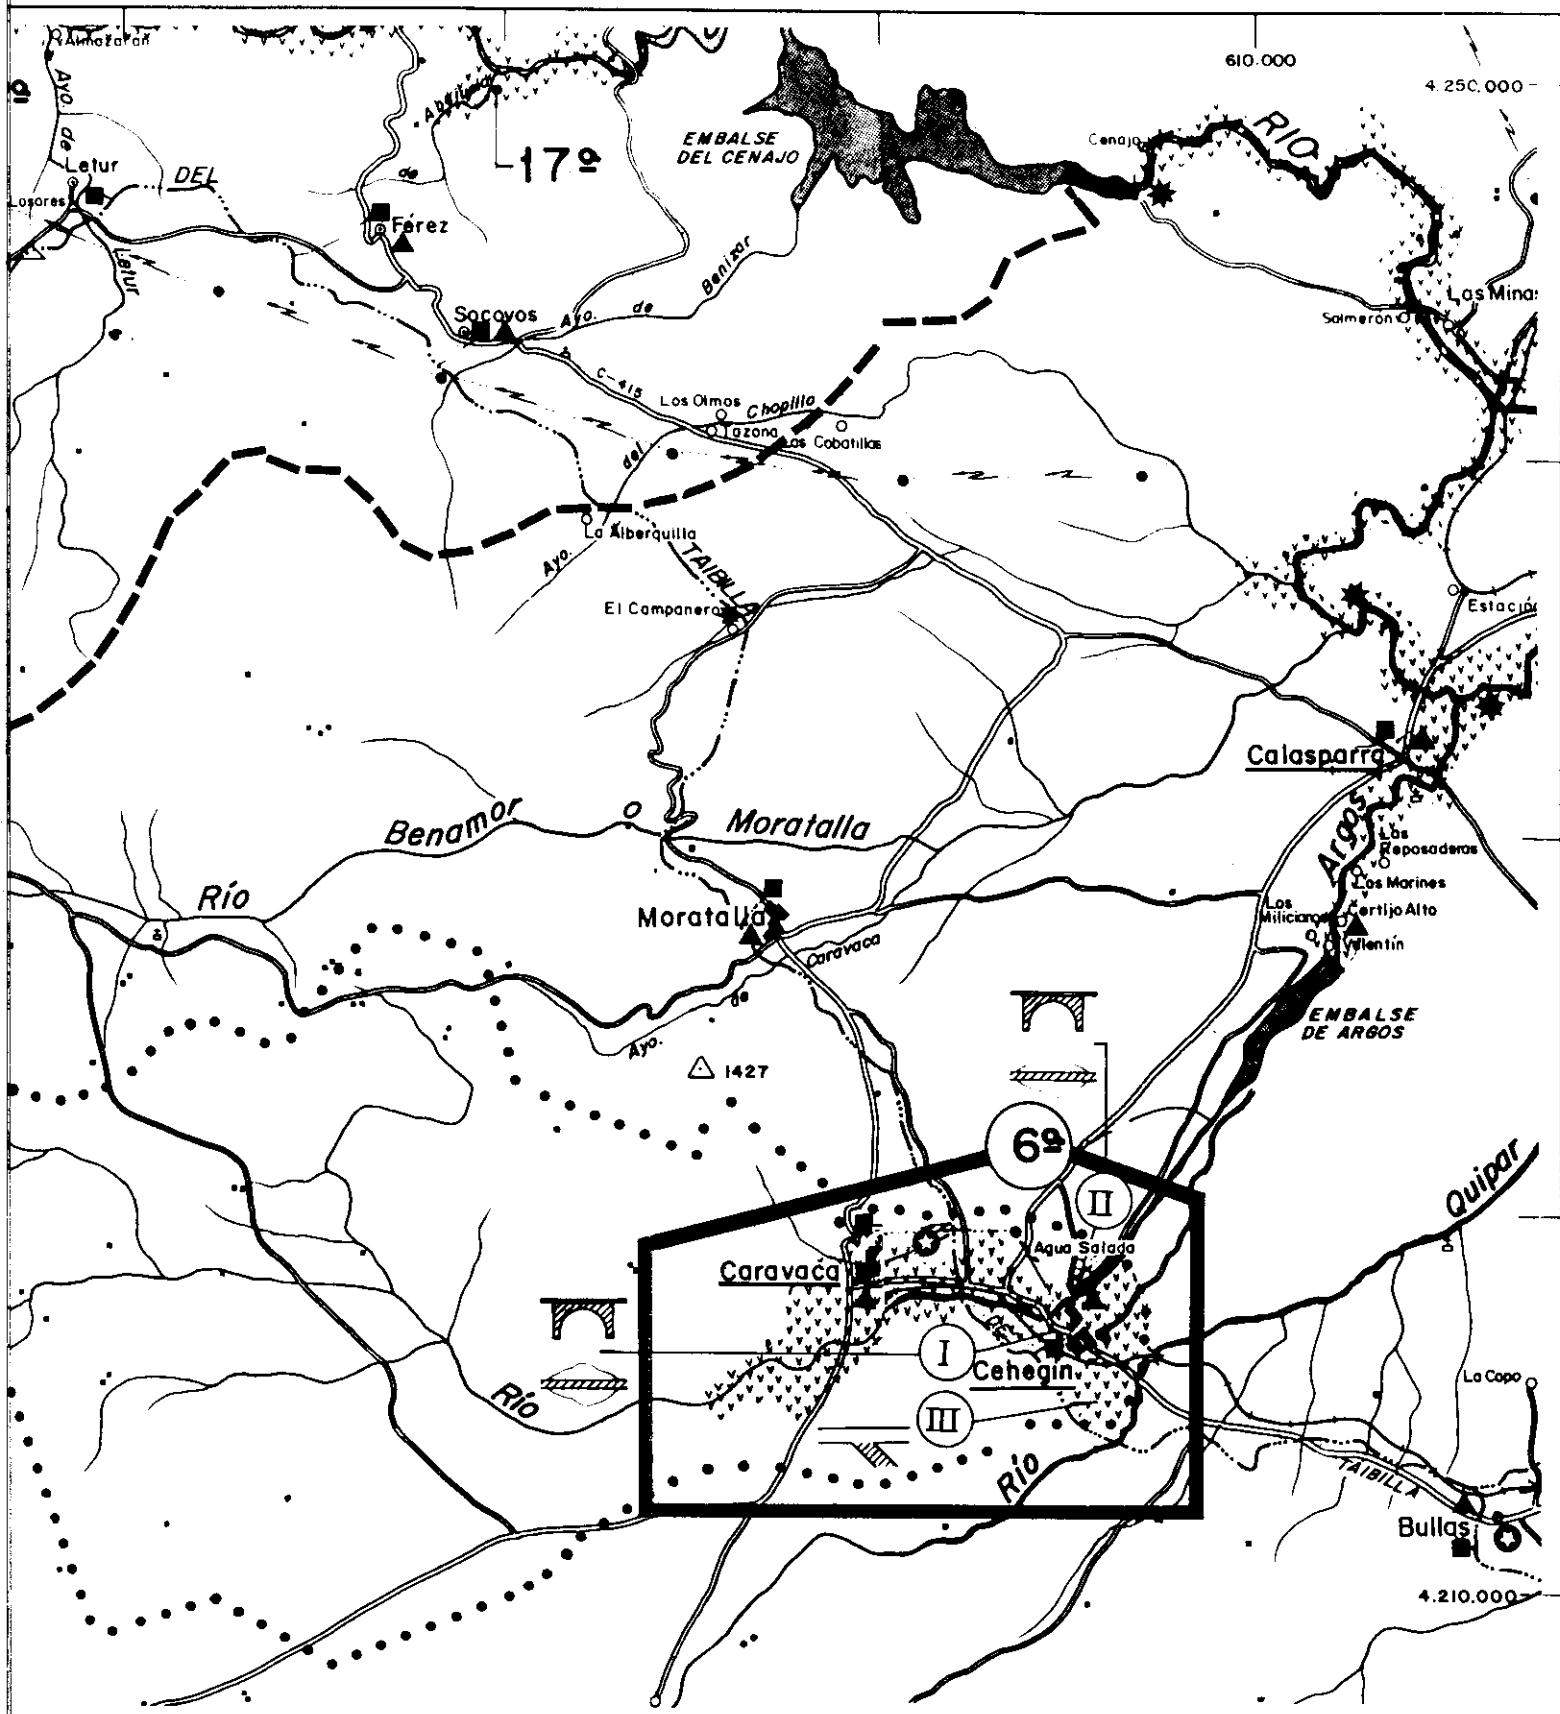 Almazarán
610.000
4.250.000
Ayo.
de
Abejuela
EMBALSE
DEL CENAJO
Cenajo
RIO
17º
Letur
DEL
de
Losares
Férez
Letur
Benizar
Socovos
Ayo.
de
Las Minas
Salmerón
C-415
Los Olmos
Chopillo
Tazona
Las Cobatillas
del
La Alberquilla
Ayo.
TAIBILLA
El Campanero
Estación
Calasparra
Benamor
O
Moratalla
Argos
Los
Reposaderas
Río
Los Marines
Los
Milicianos
Cortijo Alto
Moratalla
Valentín
Caravaca
de
Ayo.
EMBALSE
DE ARGOS
1427
6º
Quipar
II
Agua Salada
Caravaca
de
I
Cehegín
La Copa
Río
III
Río
TAIBILLA
Bullas
4.210.000